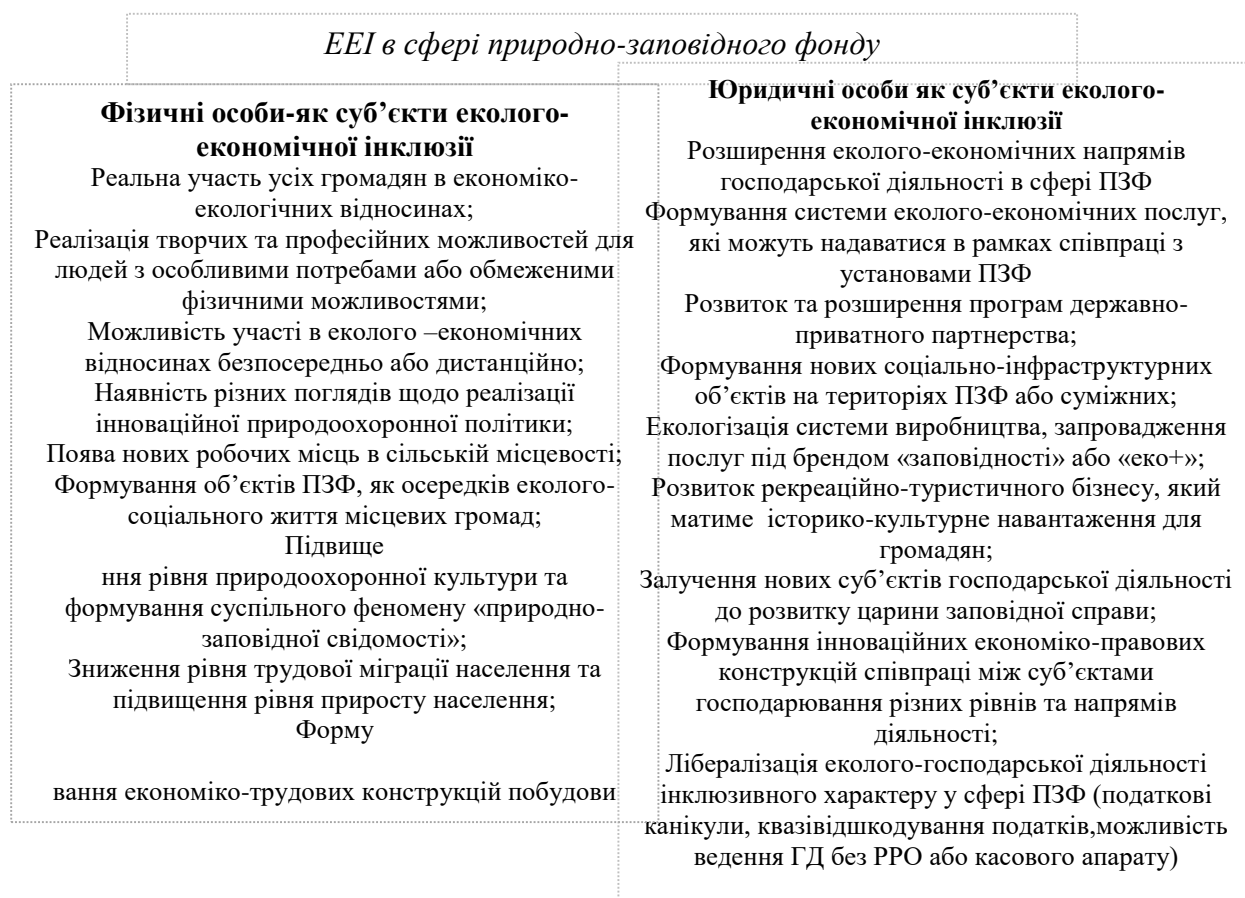 ЕЕІ в сфері природно-заповідного фонду
Фізичні особи-як суб’єкти еколого-
економічної інклюзії
Реальна участь усіх громадян в економіко-
екологічних відносинах;
Реалізація творчих та професійних можливостей для
людей з особливими потребами або обмеженими
фізичними можливостями;
Можливість участі в еколого –економічних
відносинах безпосередньо або дистанційно;
Наявність різних поглядів щодо реалізації
інноваційної природоохоронної політики;
Поява нових робочих місць в сільській місцевості;
Формування об’єктів ПЗФ, як осередків еколого-
соціального життя місцевих громад;
Підвище
ння рівня природоохоронної культури та
формування суспільного феномену «природно-
заповідної свідомості»;
Зниження рівня трудової міграції населення та
підвищення рівня приросту населення;
Форму
вання економіко-трудових конструкцій побудови
Юридичні особи як суб’єкти еколого-
економічної інклюзії
Розширення еколого-економічних напрямів
господарської діяльності в сфері ПЗФ
Формування системи еколого-економічних послуг,
які можуть надаватися в рамках співпраці з
установами ПЗФ
Розвиток та розширення програм державно-
приватного партнерства;
Формування нових соціально-інфраструктурних
об’єктів на територіях ПЗФ або суміжних;
Екологізація системи виробництва, запровадження
послуг під брендом «заповідності» або «еко+»;
Розвиток рекреаційно-туристичного бізнесу, який
матиме історико-культурне навантаження для
громадян;
Залучення нових суб’єктів господарської діяльності
до розвитку царини заповідної справи;
Формування інноваційних економіко-правових
конструкцій співпраці між суб’єктами
господарювання різних рівнів та напрямів
діяльності;
Лібералізація еколого-господарської діяльності
інклюзивного характеру у сфері ПЗФ (податкові
канікули, квазівідшкодування податків,можливість
ведення ГД без РРО або касового апарату)